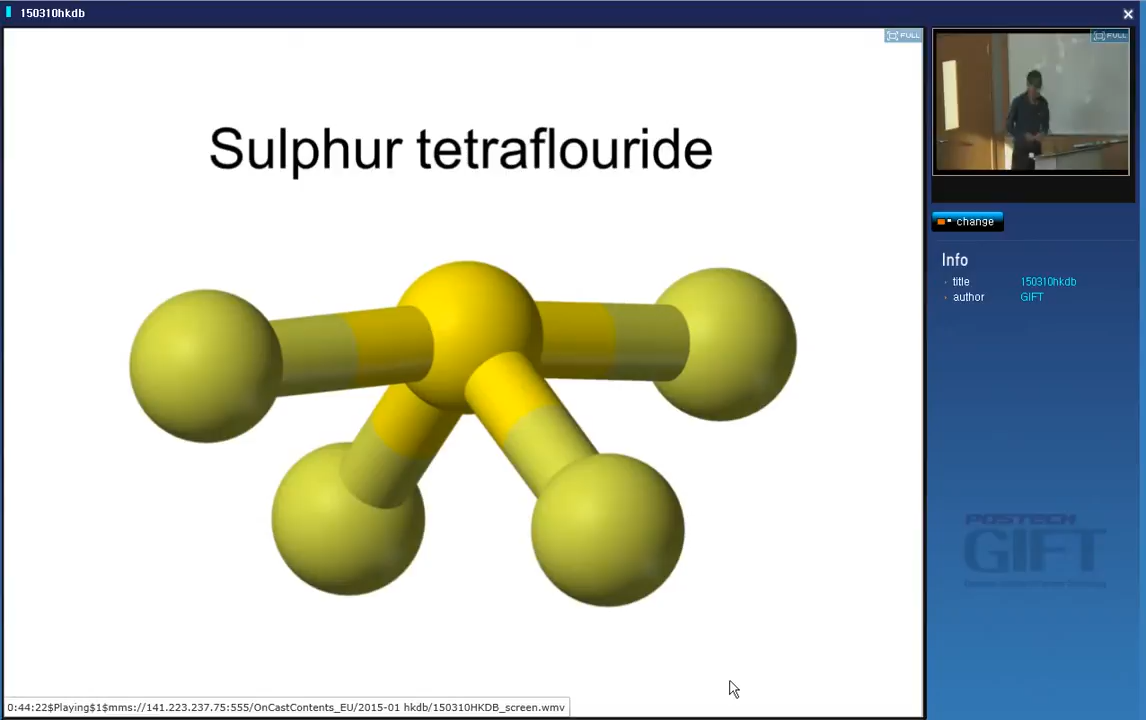 150310hkdb
FULL
FULL
Sulphur tetraflouride
change
Info
title 150310hkdb
author GIFT
POSTECH
GIFT
0:44:22$Playing$1$mms://141.223.237.75:555/OnCastContents_EU/2015-01 hkdb/150310HKDB_screen.wmv